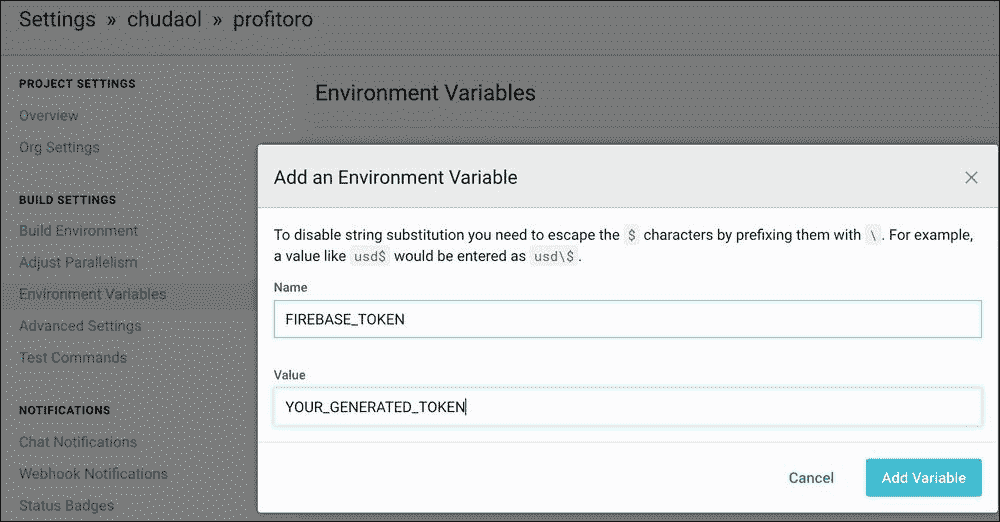 Settings » chudaol » profitoro
PROJECT SETTINGS
Overview
Org Settings
BUILD SETTINGS
Build Environment
Adjust Parallelism
Environment Variables
Advanced Settings
Test Commands
NOTIFICATIONS
Chat Notifications
Webhook Notifications
Status Badges
Environment Variables
Add an Environment Variable
To disable string substitution you need to escape the $ characters by prefixing them with \. For example,
a value like usd$ would be entered as usd\$.
Name
FIREBASE_TOKEN
Value
YOUR_GENERATED_TOKEN
Cancel
Add Variable